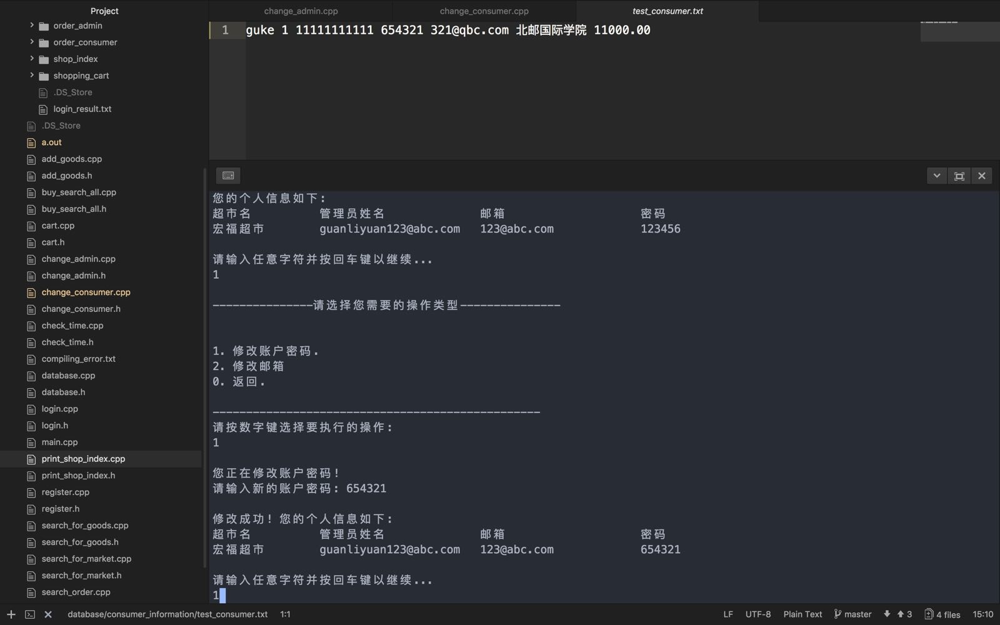 Project
order_admin
order_consumer
shop_index
shopping_cart
.DS_Store
login_result.txt
.DS_Store
a.out
add_goods.cpp
add_goods.h
buy_search_all.cpp
buy_search_all.h
cart.cpp
cart.h
change_admin.cpp
change_admin.h
change_consumer.cpp
change_consumer.h
check_time.cpp
check_time.h
compiling_error.txt
database.cpp
database.h
login.cpp
login.h
main.cpp
print_shop_index.cpp
print_shop_index.h
register.cpp
register.h
search_for_goods.cpp
search_for_goods.h
search_for_market.cpp
search_for_market.h
search_order.cpp
change_admin.cpp change_consumer.cpp test_consumer.txt
1 guke 1 11111111111 654321 321@qbc.com 北邮国际学院 11000.00
您的个人信息如下:
超市名 管理员姓名 邮箱 密码
宏福超市 guanliyuan123@abc.com 123@abc.com 123456
请输入任意字符并按回车键以继续...
1
---------------请选择您需要的操作类型---------------
1. 修改账户密码.
2. 修改邮箱
0. 返回.
-------------------------------------------------
请按数字键选择要执行的操作:
1
您正在修改账户密码!
请输入新的账户密码: 654321
修改成功! 您的个人信息如下:
超市名 管理员姓名 邮箱 密码
宏福超市 guanliyuan123@abc.com 123@abc.com 654321
请输入任意字符并按回车键以继续...
1
database/consumer_information/test_consumer.txt 1:1 LF UTF-8 Plain Text master 3 4 files 15:10